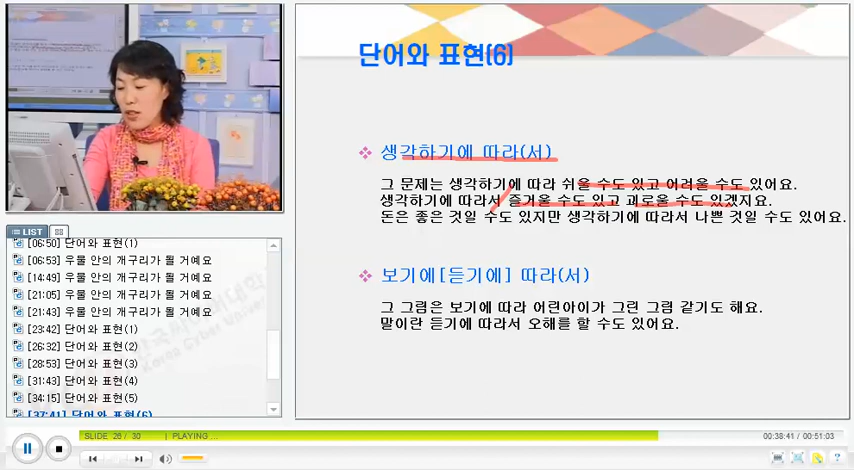 단어와 표현(6)
생각하기에 따라(서)
그 문제는 생각하기에 따라 쉬울 수도 있고 어려울 수도 있어요.
생각하기에 따라서 즐거울 수도 있고 괴로울 수도 있겠지요.
돈은 좋은 것일 수도 있지만 생각하기에 따라서 나쁜 것일 수도 있어요.
보기에[듣기에] 따라(서)
그 그림은 보기에 따라 어린아이가 그린 그림 같기도 해요.
말이란 듣기에 따라서 오해를 할 수도 있어요.
LIST
[06:50] 단어와 표현(1)
[06:53] 우물 안의 개구리가 될 거예요
[14:49] 우물 안의 개구리가 될 거예요
[21:05] 우물 안의 개구리가 될 거예요
[21:43] 우물 안의 개구리가 될 거예요
[23:42] 단어와 표현(1)
[26:32] 단어와 표현(2)
[28:53] 단어와 표현(3)
[31:43] 단어와 표현(4)
[34:15] 단어와 표현(5)
[37:41] 단어와 표현(6)
SLIDE 26 / 30 | PLAYING ...
00:38:41 / 00:51:03